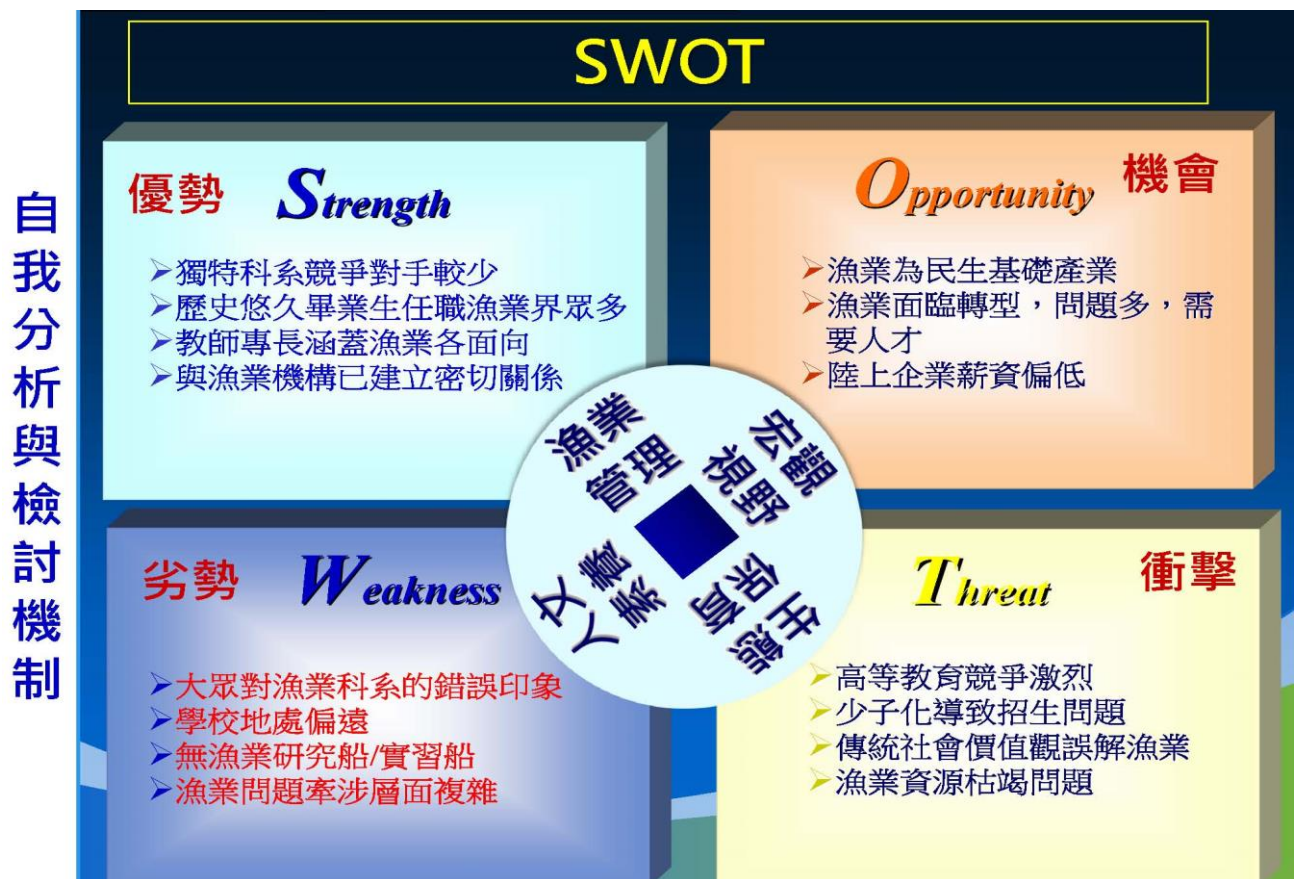 自我分析與檢討機制
SWOT
優勢 Strength
➢獨特科系競爭對手較少
➢歷史悠久畢業生任職漁業界眾多
➢教師專長涵蓋漁業各面向
➢與漁業機構已建立密切關係
Opportunity 機會
➢漁業為民生基礎產業
➢漁業面臨轉型，問題多，需
要人才
➢陸上企業薪資偏低
漁業
管理
宏觀
視野
人文
素養
生態
保育
劣勢 Weakness
➢大眾對漁業科系的錯誤印象
➢學校地處偏遠
➢無漁業研究船/實習船
➢漁業問題牽涉層面複雜
Threat 衝擊
➢高等教育競爭激烈
➢少子化導致招生問題
➢傳統社會價值觀誤解漁業
➢漁業資源枯竭問題